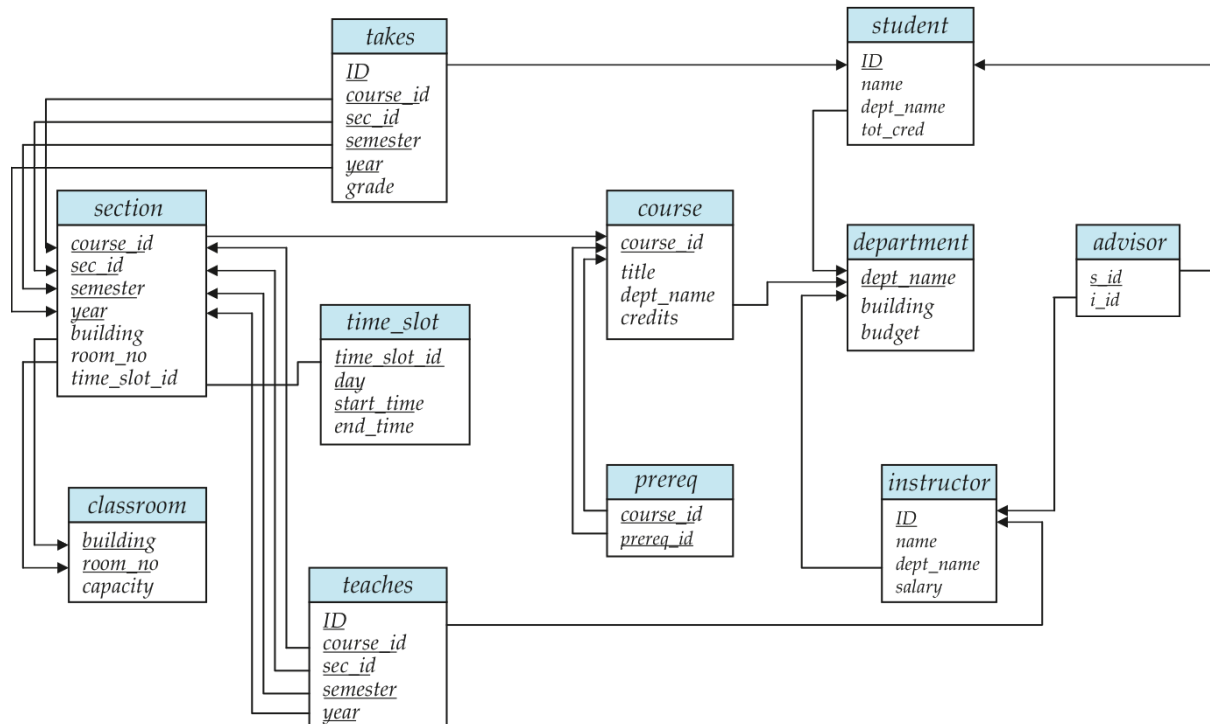 takes
ID
course_id
sec_id
semester
year
grade
student
ID
name
dept_name
tot_cred
section
course_id
sec_id
semester
year
building
room_no
time_slot_id
course
course_id
title
dept_name
credits
department
dept_name
building
budget
advisor
s_id
i_id
time_slot
time_slot_id
day
start_time
end_time
classroom
building
room_no
capacity
prereq
course_id
prereq_id
instructor
ID
name
dept_name
salary
teaches
ID
course_id
sec_id
semester
year